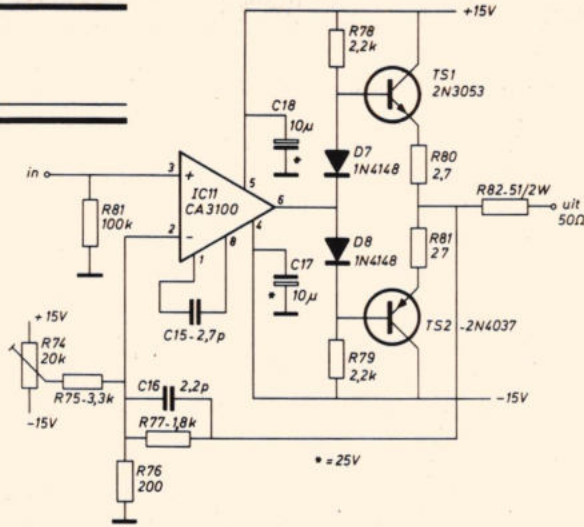 +15V
R78
2,2k
TS1
2N3053
C18
10µ
*
D7
1N4148
R80
2,7
in
3
+
5
IC11
CA3100
6
R82-51/2W
uit
50Ω
R81
100k
2
-
1
8
4
D8
1N4148
R81
27
C17
*
10µ
C15-2,7p
TS2-2N4037
+15V
R74
20k
-15V
R75-3,3k
C16
2,2p
R79
2,2k
-15V
R77-1,8k
R76
200
* = 25V